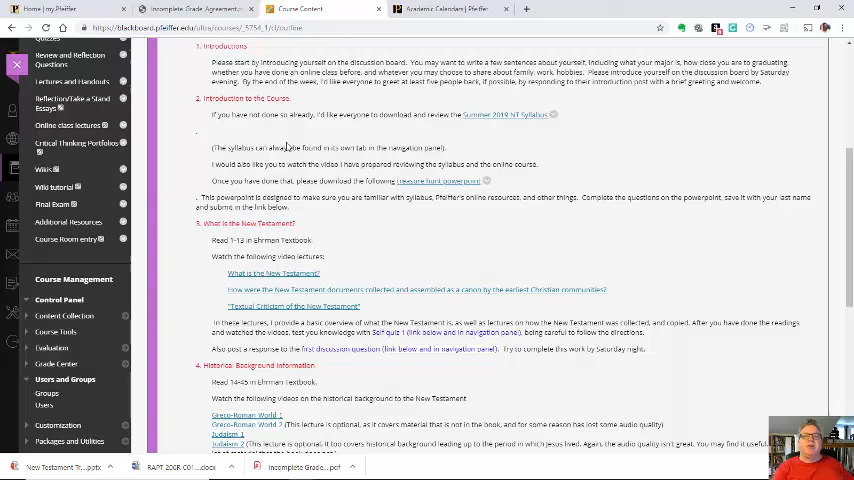 Home | my Pfeiffer
Incomplete Grade Agreement.p
Course Content
Academic Calendars | Pfeiffer
https://blackboard.pfeiffer.edu/ultra/courses/_5754_1/cl/outline
Quizzes
Review and Reflection
Questions
Lectures and Handouts
Reflection/Take a Stand
Essays
Online class lectures
Critical Thinking Portfolios
Wikis
Wiki tutorial
Final Exam
Additional Resources
Course Room entry
Course Management
Control Panel
Content Collection
Course Tools
Evaluation
Grade Center
Users and Groups
Groups
Users
Customization
Packages and Utilities
1. Introductions
Please start by introducing yourself on the discussion board. You may want to write a few sentences about yourself, including what your major is, how close you are to graduating,
whether you have done an online class before, and whatever you may choose to share about family, work, hobbies. Please introduce yourself on the discussion board by Saturday
evening. By the end of the week, I'd like everyone to greet at least five people back, if possible, by responding to their introduction post with a brief greeting and welcome.
2. Introduction to the Course.
If you have not done so already, I'd like everyone to download and review the Summer 2019 NT Syllabus
.
(The syllabus can always be found in its own tab in the navigation panel).
I would also like you to watch the video I have prepared reviewing the syllabus and the online course.
Once you have done that, please download the following treasure hunt powerpoint
. This powerpoint is designed to make sure you are familiar with syllabus, Pfeiffer's online resources, and other things. Complete the questions on the powerpoint, save it with your last name
and submit in the link below.
3. What is the New Testament?
Read 1-13 in Ehrman Textbook.
Watch the following video lectures:
What is the New Testament?
How were the New Testament documents collected and assembled as a canon by the earliest Christian communities?
"Textual Criticism of the New Testament"
In these lectures, I provide a basic overview of what the New Testament is, as well as lectures on how the New Testament was collected, and copied. After you have done the readings
and watched the videos, test you knowledge with Self quiz 1 (link below and in navigation panel), being careful to follow the directions.
Also post a response to the first discussion question (link below and in navigation panel). Try to complete this work by Saturday night.
4. Historical Background Information
Read 14-45 in Ehrman Textbook.
Watch the following videos on the historical background to the New Testament
Greco-Roman World 1
Greco-Roman World 2 (This lecture is optional, as it covers material that is not in the book, and for some reason has lost some audio quality)
Judaism 1
Judaism 2 (This lecture is optional. It too covers historical background leading up to the period in which Jesus lived. Again, the audio quality isn't great. You may find it useful.
lot of material that the book does not
New Testament Tr....pptx
RAPT 200R C01....docx
Incomplete Grade....pdf